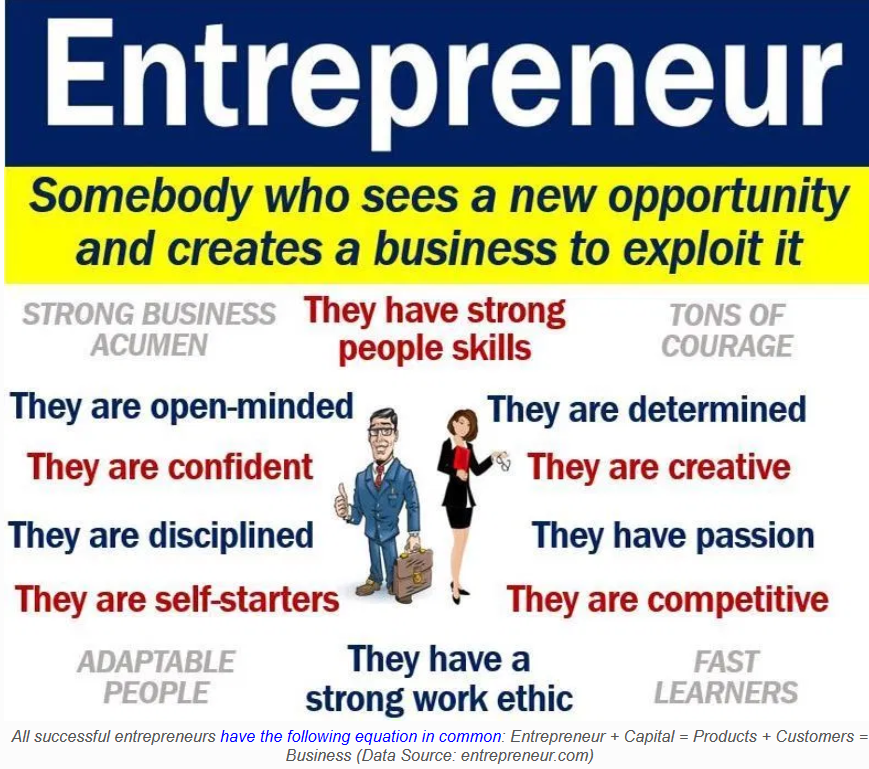 Entrepreneur
Somebody who sees a new opportunity
and creates a business to exploit it
STRONG BUSINESS
ACUMEN
They have strong
people skills
TONS OF
COURAGE
They are open-minded
They are determined
They are confident
They are creative
They are disciplined
They have passion
They are self-starters
They are competitive
ADAPTABLE
PEOPLE
They have a
strong work ethic
FAST
LEARNERS
All successful entrepreneurs have the following equation in common: Entrepreneur + Capital = Products + Customers =
Business (Data Source: entrepreneur.com)